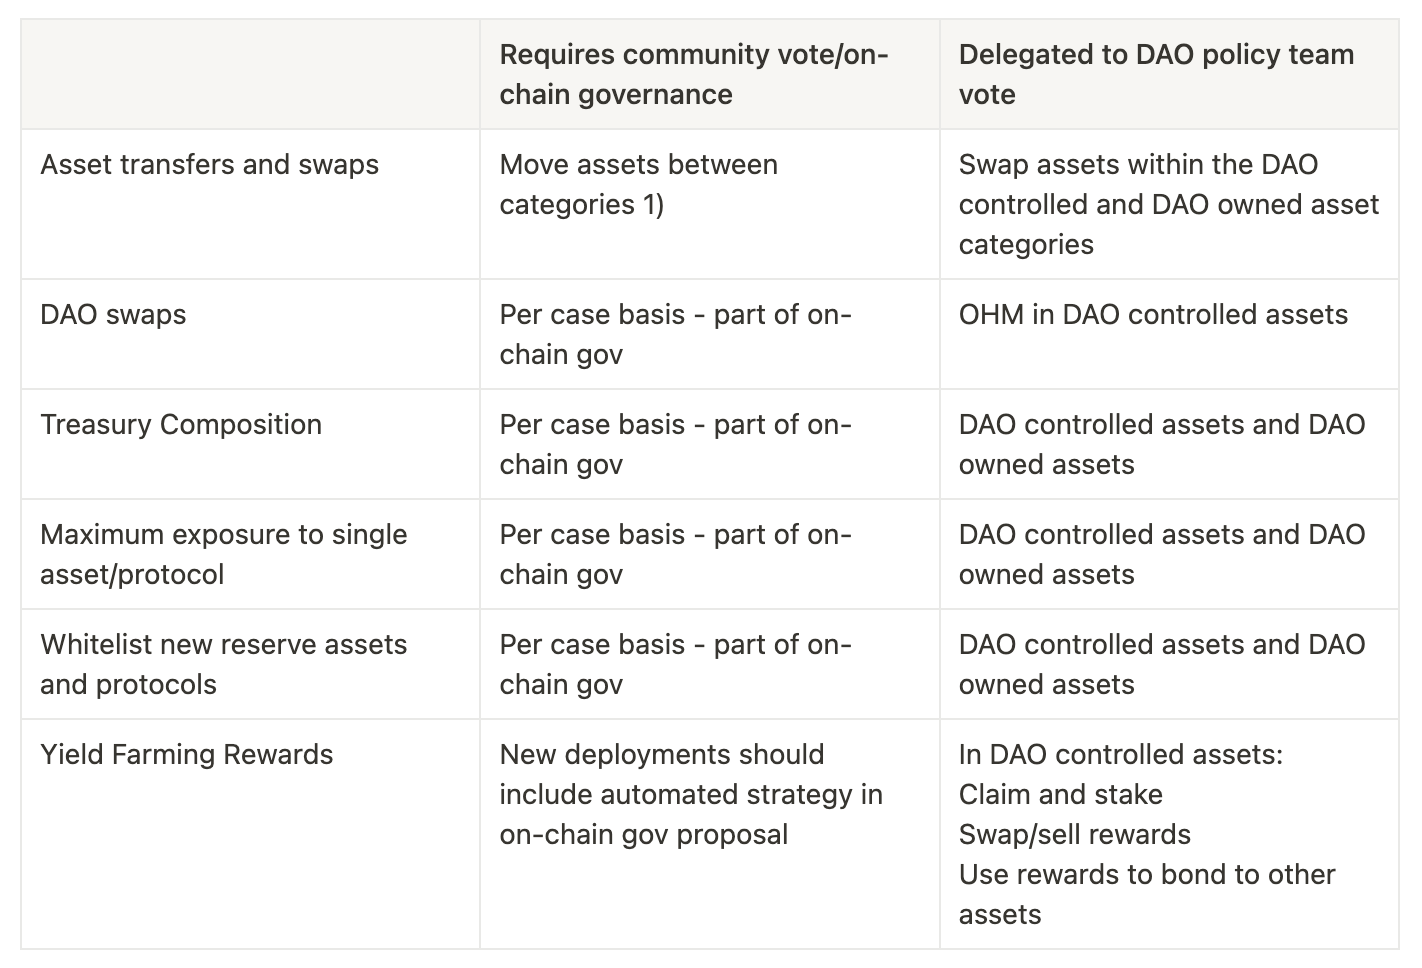 Requires community vote/on-
chain governance
Delegated to DAO policy team
vote
Asset transfers and swaps
Move assets between
categories 1)
Swap assets within the DAO
controlled and DAO owned asset
categories
DAO swaps
Per case basis - part of on-
chain gov
OHM in DAO controlled assets
Treasury Composition
Per case basis - part of on-
chain gov
DAO controlled assets and DAO
owned assets
Maximum exposure to single
asset/protocol
Per case basis - part of on-
chain gov
DAO controlled assets and DAO
owned assets
Whitelist new reserve assets
and protocols
Per case basis - part of on-
chain gov
DAO controlled assets and DAO
owned assets
Yield Farming Rewards
New deployments should
include automated strategy in
on-chain gov proposal
In DAO controlled assets:
Claim and stake
Swap/sell rewards
Use rewards to bond to other
assets